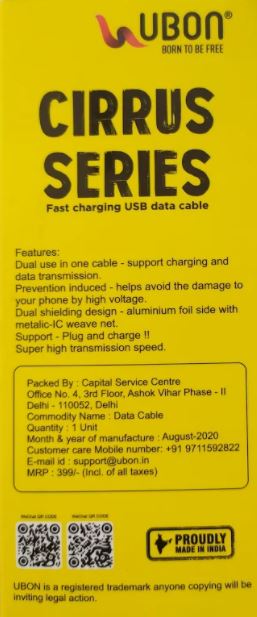 UBON®
BORN TO BE FREE
CIRRUS
SERIES
Fast charging USB data cable
Features:
Dual use in one cable - support charging and
data transmission.
Prevention induced - helps avoid the damage to
your phone by high voltage.
Dual shielding design - aluminium foil side with
metalic-IC weave net.
Support - Plug and charge !!
Super high transmission speed.
Packed By : Capital Service Centre
Office No. 4, 3rd Floor, Ashok Vihar Phase - II
Delhi - 110052, Delhi
Commodity Name : Data Cable
Quantity : 1 Unit
Month & year of manufacture : August-2020
Customer care Mobile number: +91 9711592822
E-mail id : support@ubon.in
MRP : 399/- (Incl. of all taxes)
WeChat QR CODE WeChat QR CODE
PROUDLY
MADE IN INDIA
UBON is a registered trademark anyone copying will be
inviting legal action.